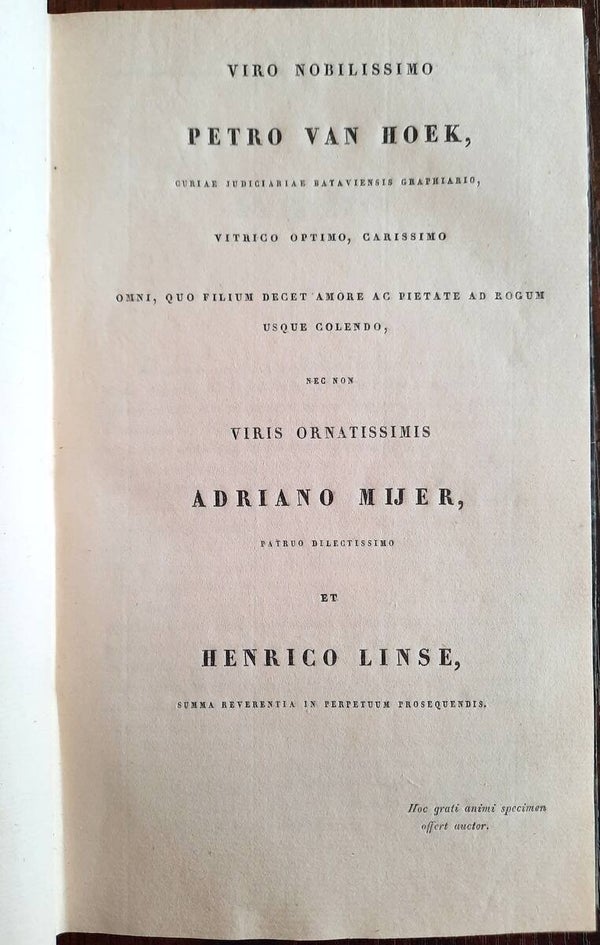 VIRO NOBILISSIMO
PETRO VAN HOEK,
CURIAE JUDICIARIAE BATAVIENSIS GRAPHIARIO,
VITRICO OPTIMO, CARISSIMO
OMNI, QUO FILIUM DECET AMORE AC PIETATE AD ROGUM
USQUE COLENDO,
NEC NON
VIRIS ORNATISSIMIS
ADRIANO MIJER,
PATRUO DILECTISSIMO
ET
HENRICO LINSE,
SUMMA REVERENTIA IN PERPETUUM PROSEQUENDIS.
Hoc grati animi specimen
offert auctor.